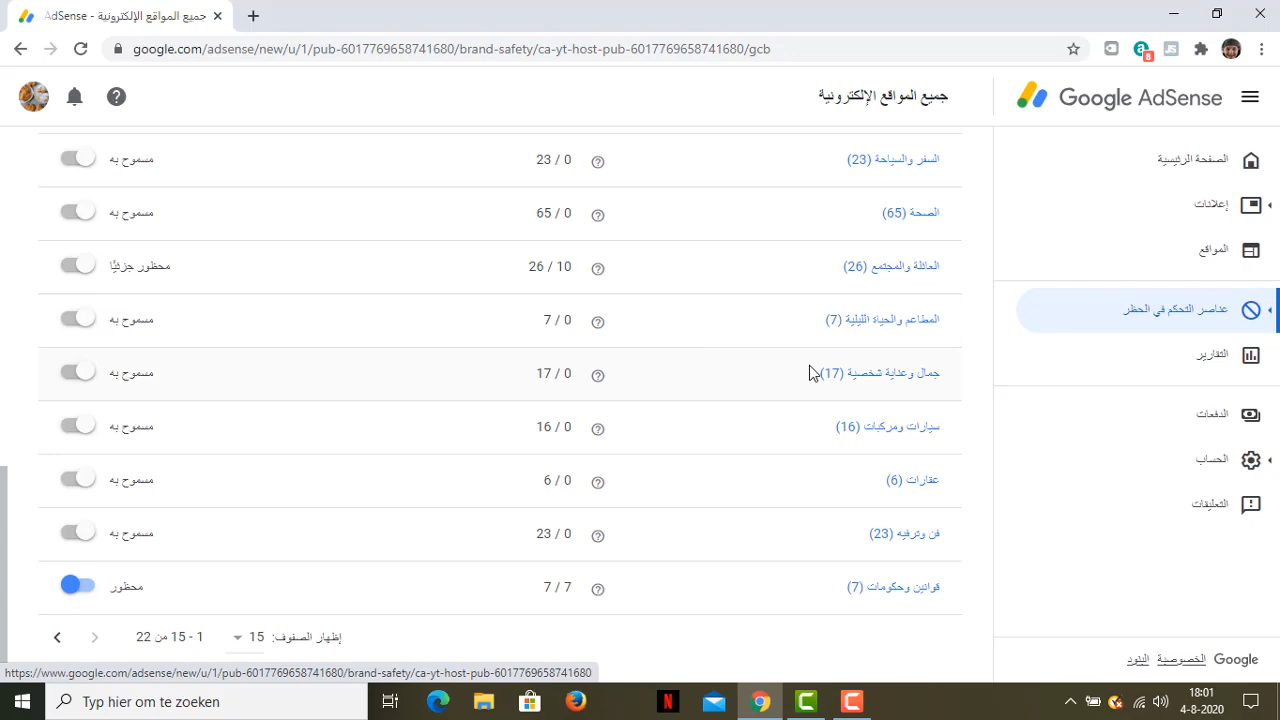 جميع المواقع الإلكترونية - AdSense
google.com/adsense/new/u/1/pub-6017769658741680/brand-safety/ca-yt-host-pub-6017769658741680/gcb
Google AdSense
جميع المواقع الإلكترونية
الصفحة الرئيسية
إعلانات
المواقع
عناصر التحكم في الحظر
التقارير
الدفعات
الحساب
التعليقات
Google الخصوصية البنود
السفر والسياحة (23) 0 / 23 مسموح به
الصحة (65) 0 / 65 مسموح به
العائلة والمجتمع (26) 10 / 26 محظور جزئيًا
المطاعم والحياة الليلية (7) 0 / 7 مسموح به
جمال وعناية شخصية (17) 0 / 17 مسموح به
سيارات ومركبات (16) 0 / 16 مسموح به
عقارات (6) 0 / 6 مسموح به
فن وترفيه (23) 0 / 23 مسموح به
قوانين وحكومات (7) 7 / 7 محظور
إظهار الصفوف: 15 1 - 15 من 22
https://www.google.com/adsense/new/u/1/pub-6017769658741680/brand-safety/ca-yt-host-pub-6017769658741680
Typ hier om te zoeken
18:01
4-8-2020